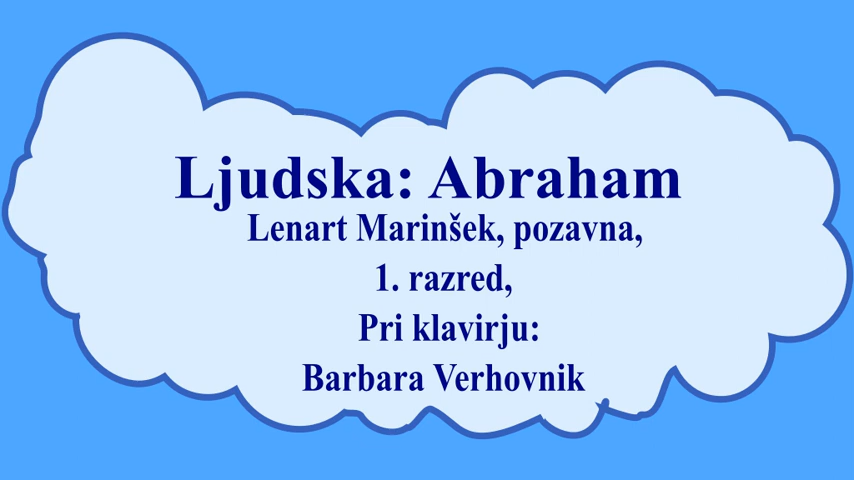 Ljudska: Abraham
Lenart Marinšek, pozavna,
1. razred,
Pri klavirju:
Barbara Verhovnik